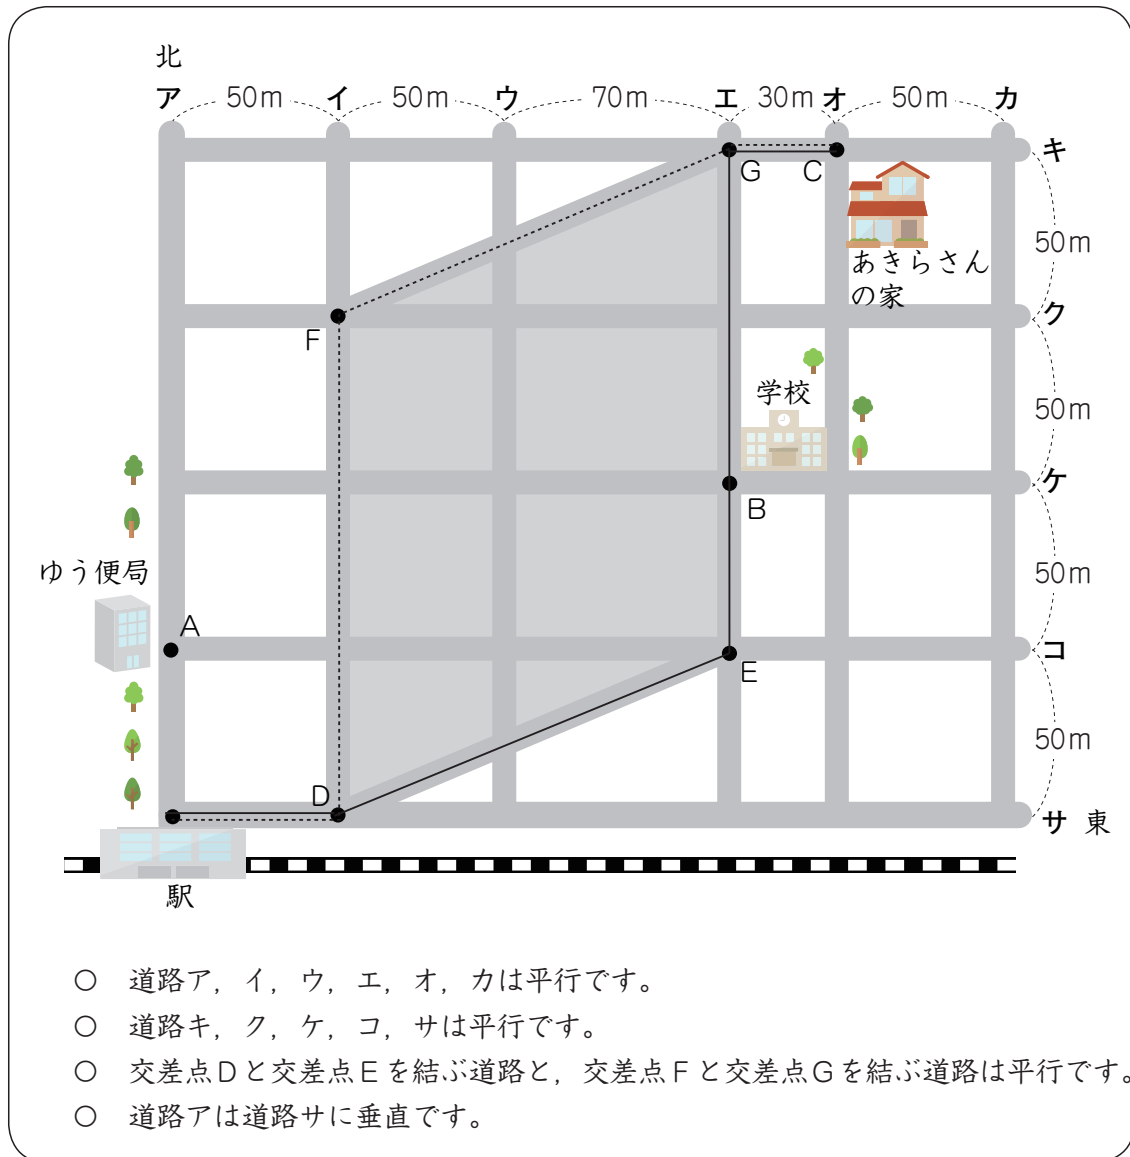 北
ア 50m イ 50m ウ 70m エ 30m オ 50m カ
キ
G C
50m
あきらさん
の家
ク
F
学校
50m
ケ
B
ゆう便局
50m
A
コ
E
50m
D
サ 東
駅
○ 道路ア，イ，ウ，エ，オ，カは平行です。
○ 道路キ，ク，ケ，コ，サは平行です。
○ 交差点Dと交差点Eを結ぶ道路と，交差点Fと交差点Gを結ぶ道路は平行です。
○ 道路アは道路サに垂直です。